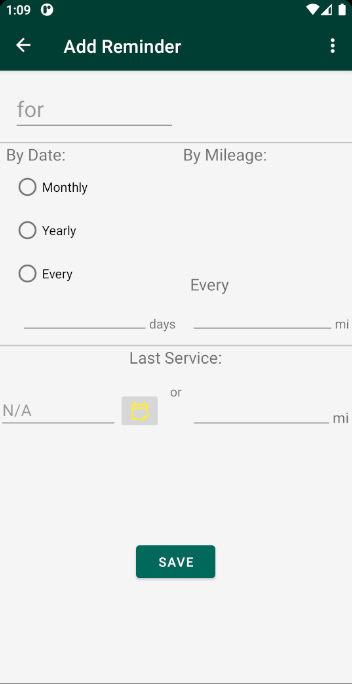 1:09
Add Reminder
for
By Date: By Mileage:
Monthly
Yearly
Every
Every
days mi
Last Service:
or
N/A mi
SAVE